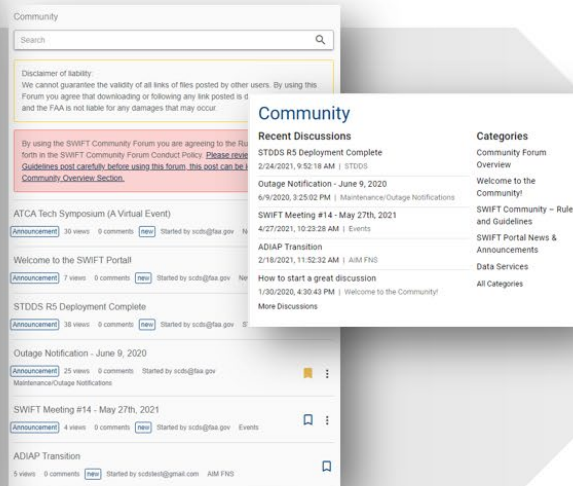 Community
Search
Disclaimer of liability:
We cannot guarantee the validity of all links of files posted by other users. By using this
Forum you agree that downloading or following any link posted is d
and the FAA is not liable for any damages that may occur.
By using the SWIFT Community Forum you are agreeing to the Ru
forth in the SWIFT Community Forum Conduct Policy. Please revie
Guidelines post carefully before using this forum, this post can be l
Community Overview Section.
ATCA Tech Symposium (A Virtual Event)
Announcement 30 views 0 comments new Started by scds@faa.gov
Welcome to the SWIFT Portal!
Announcement 7 views 0 comments new Started by scds@faa.gov
STDDS R5 Deployment Complete
Announcement 38 views 0 comments new Started by scds@faa.gov
Outage Notification - June 9, 2020
Announcement 25 views 0 comments Started by scds@faa.gov
Maintenance/Outage Notifications
SWIFT Meeting #14 - May 27th, 2021
Announcement 4 views 0 comments new Started by scds@faa.gov Events
ADIAP Transition
5 views 0 comments new Started by scdstest@gmail.com AIM FNS
Community
Recent Discussions
STDDS R5 Deployment Complete
2/24/2021, 9:52:18 AM | STDDS
Outage Notification - June 9, 2020
6/9/2020, 3:25:02 PM | Maintenance/Outage Notifications
SWIFT Meeting #14 - May 27th, 2021
4/27/2021, 10:23:28 AM | Events
ADIAP Transition
2/18/2021, 11:52:32 AM | AIM FNS
How to start a great discussion
1/30/2020, 4:30:43 PM | Welcome to the Community!
More Discussions
Categories
Community Forum
Overview
Welcome to the
Community!
SWIFT Community – Rule
and Guidelines
SWIFT Portal News &
Announcements
Data Services
All Categories